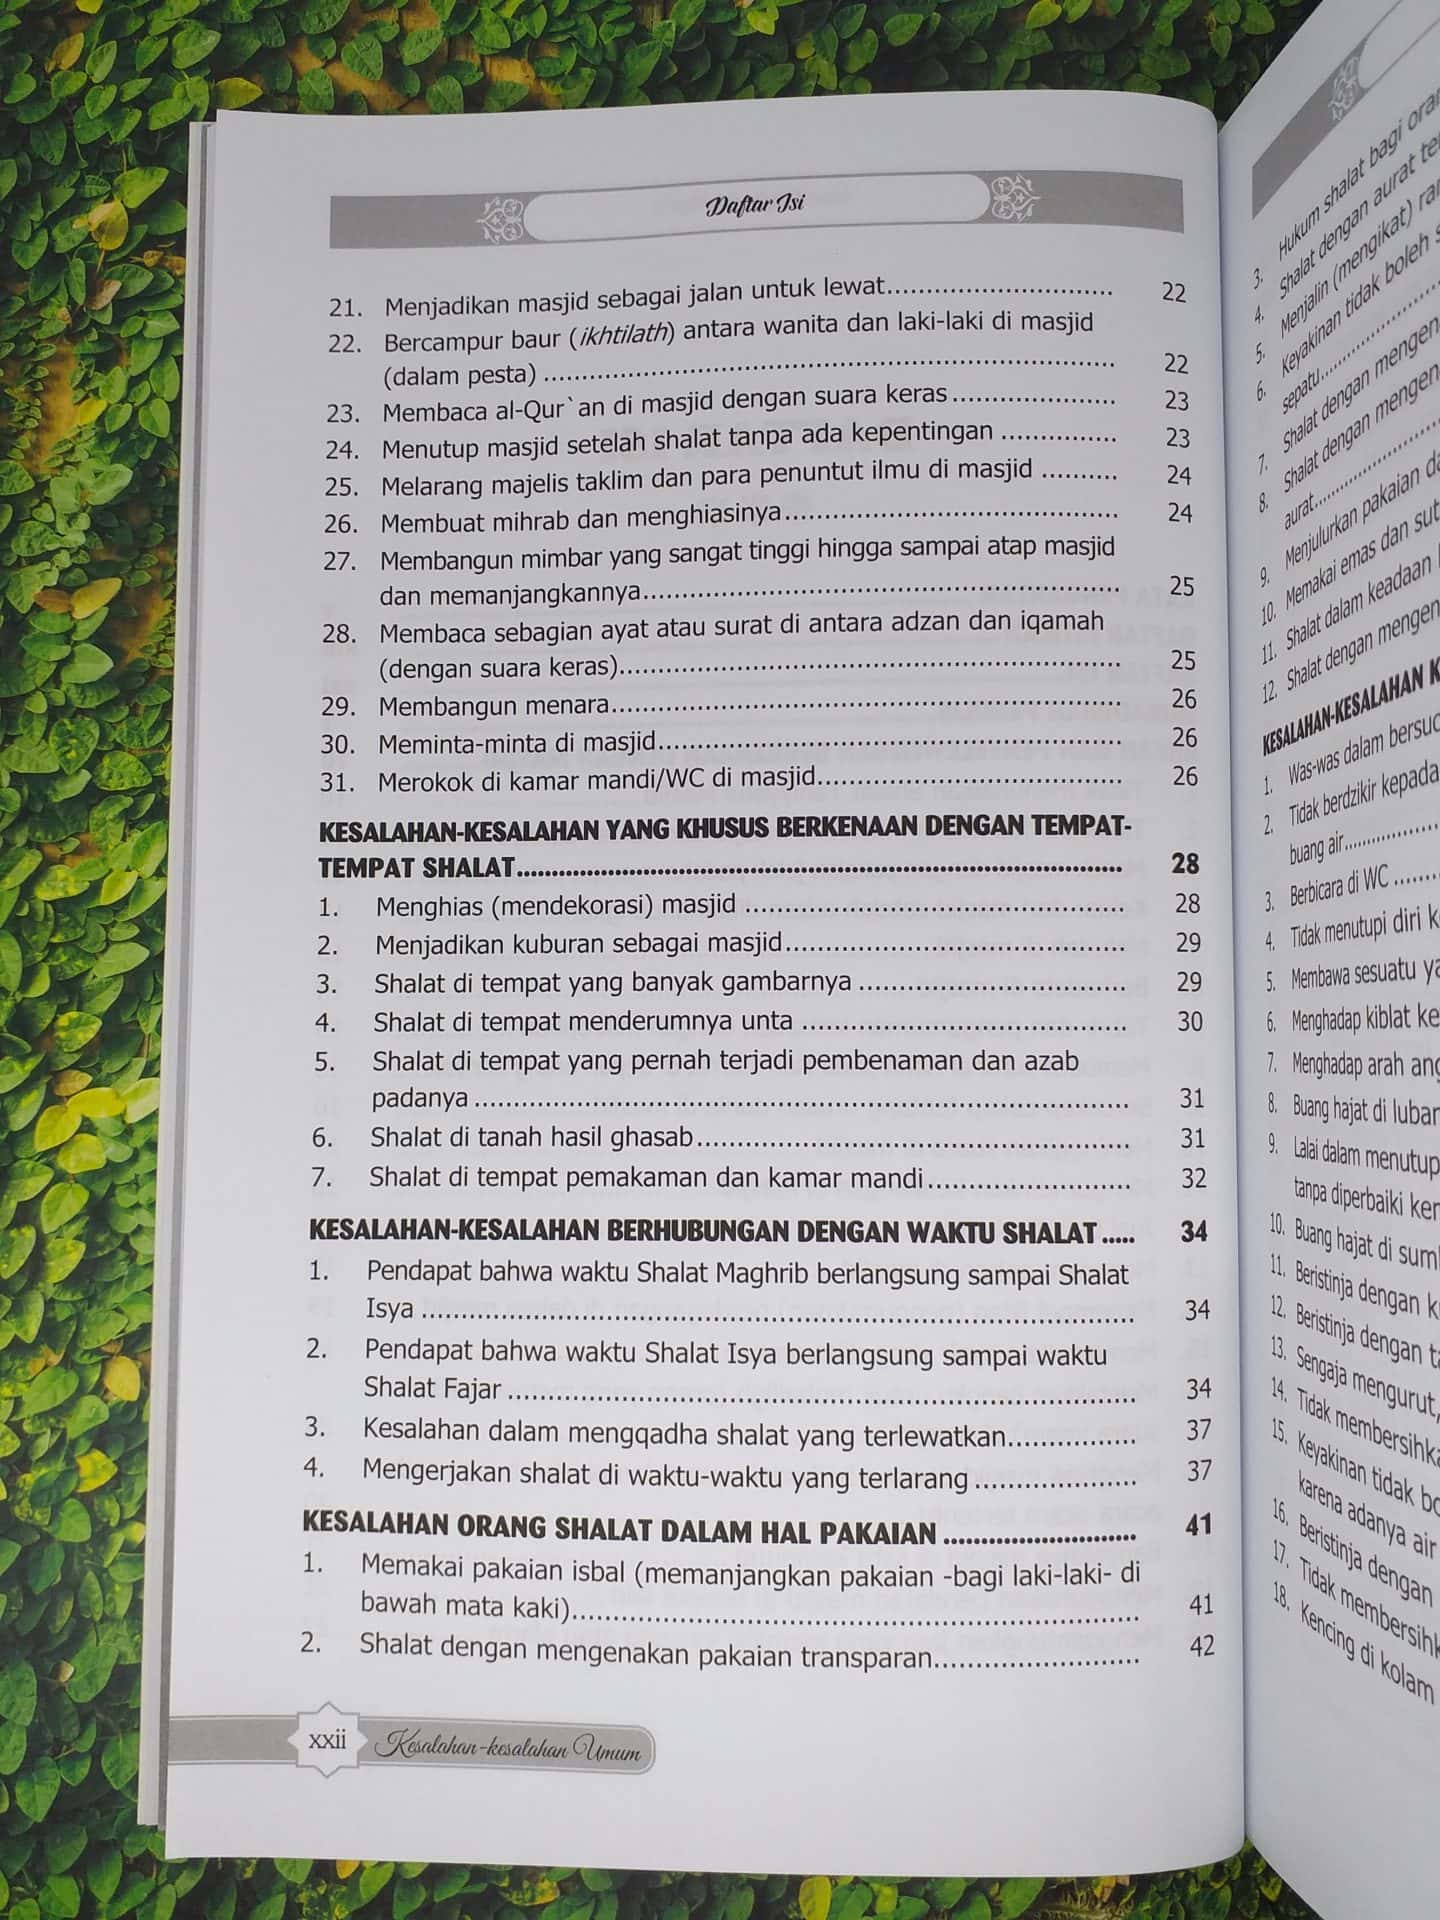 Daftar Isi
21. Menjadikan masjid sebagai jalan untuk lewat.............................. 22
22. Bercampur baur (ikhtilath) antara wanita dan laki-laki di masjid
(dalam pesta) .............................................................................. 22
23. Membaca al-Qur`an di masjid dengan suara keras ...................... 23
24. Menutup masjid setelah shalat tanpa ada kepentingan ............... 23
25. Melarang majelis taklim dan para penuntut ilmu di masjid .......... 24
26. Membuat mihrab dan menghiasinya............................................ 24
27. Membangun mimbar yang sangat tinggi hingga sampai atap masjid
dan memanjangkannya............................................................... 25
28. Membaca sebagian ayat atau surat di antara adzan dan iqamah
(dengan suara keras).................................................................. 25
29. Membangun menara................................................................... 26
30. Meminta-minta di masjid............................................................. 26
31. Merokok di kamar mandi/WC di masjid........................................ 26
KESALAHAN-KESALAHAN YANG KHUSUS BERKENAAN DENGAN TEMPAT-
TEMPAT SHALAT.................................................................................... 28
1. Menghias (mendekorasi) masjid .................................................. 28
2. Menjadikan kuburan sebagai masjid............................................. 29
3. Shalat di tempat yang banyak gambarnya ................................... 29
4. Shalat di tempat menderumnya unta .......................................... 30
5. Shalat di tempat yang pernah terjadi pembenaman dan azab
padanya ...................................................................................... 31
6. Shalat di tanah hasil ghasab......................................................... 31
7. Shalat di tempat pemakaman dan kamar mandi........................... 32
KESALAHAN-KESALAHAN BERHUBUNGAN DENGAN WAKTU SHALAT ..... 34
1. Pendapat bahwa waktu Shalat Maghrib berlangsung sampai Shalat
Isya ............................................................................................. 34
2. Pendapat bahwa waktu Shalat Isya berlangsung sampai waktu
Shalat Fajar ................................................................................. 34
3. Kesalahan dalam mengqadha shalat yang terlewatkan................. 37
4. Mengerjakan shalat di waktu-waktu yang terlarang ..................... 37
KESALAHAN ORANG SHALAT DALAM HAL PAKAIAN ........................... 41
1. Memakai pakaian isbal (memanjangkan pakaian -bagi laki-laki- di
bawah mata kaki)......................................................................... 41
2. Shalat dengan mengenakan pakaian transparan........................... 42
xxii Kesalahan-kesalahan Umum
3. Hukum shalat bagi
4. Shalat dengan aurat
5. Menjalin (mengikat)
6. Keyakinan tidak boleh
sepatu....................
7. Shalat dengan
8. Shalat dengan
aurat....................
9. Menjulurkan pakaian
10. Memakai emas dan
11. Shalat dalam keadaan
12. Shalat dengan
KESALAHAN-KESALAHAN
1. Was-was dalam
2. Tidak berdzikir kepada
buang air................
3. Berbicara di WC ........
4. Tidak menutupi diri
5. Membawa sesuatu
6. Menghadap kiblat
7. Menghadap arah
8. Buang hajat di
9. Lalai dalam
tanpa diperbaiki
10. Buang hajat di
11. Beristinja dengan
12. Beristinja dengan
13. Sengaja mengurut,
14. Tidak
15. Keyakinan tidak
karena adanya air
16. Beristinja dengan
17. Tidak
18. Kencing di kolam